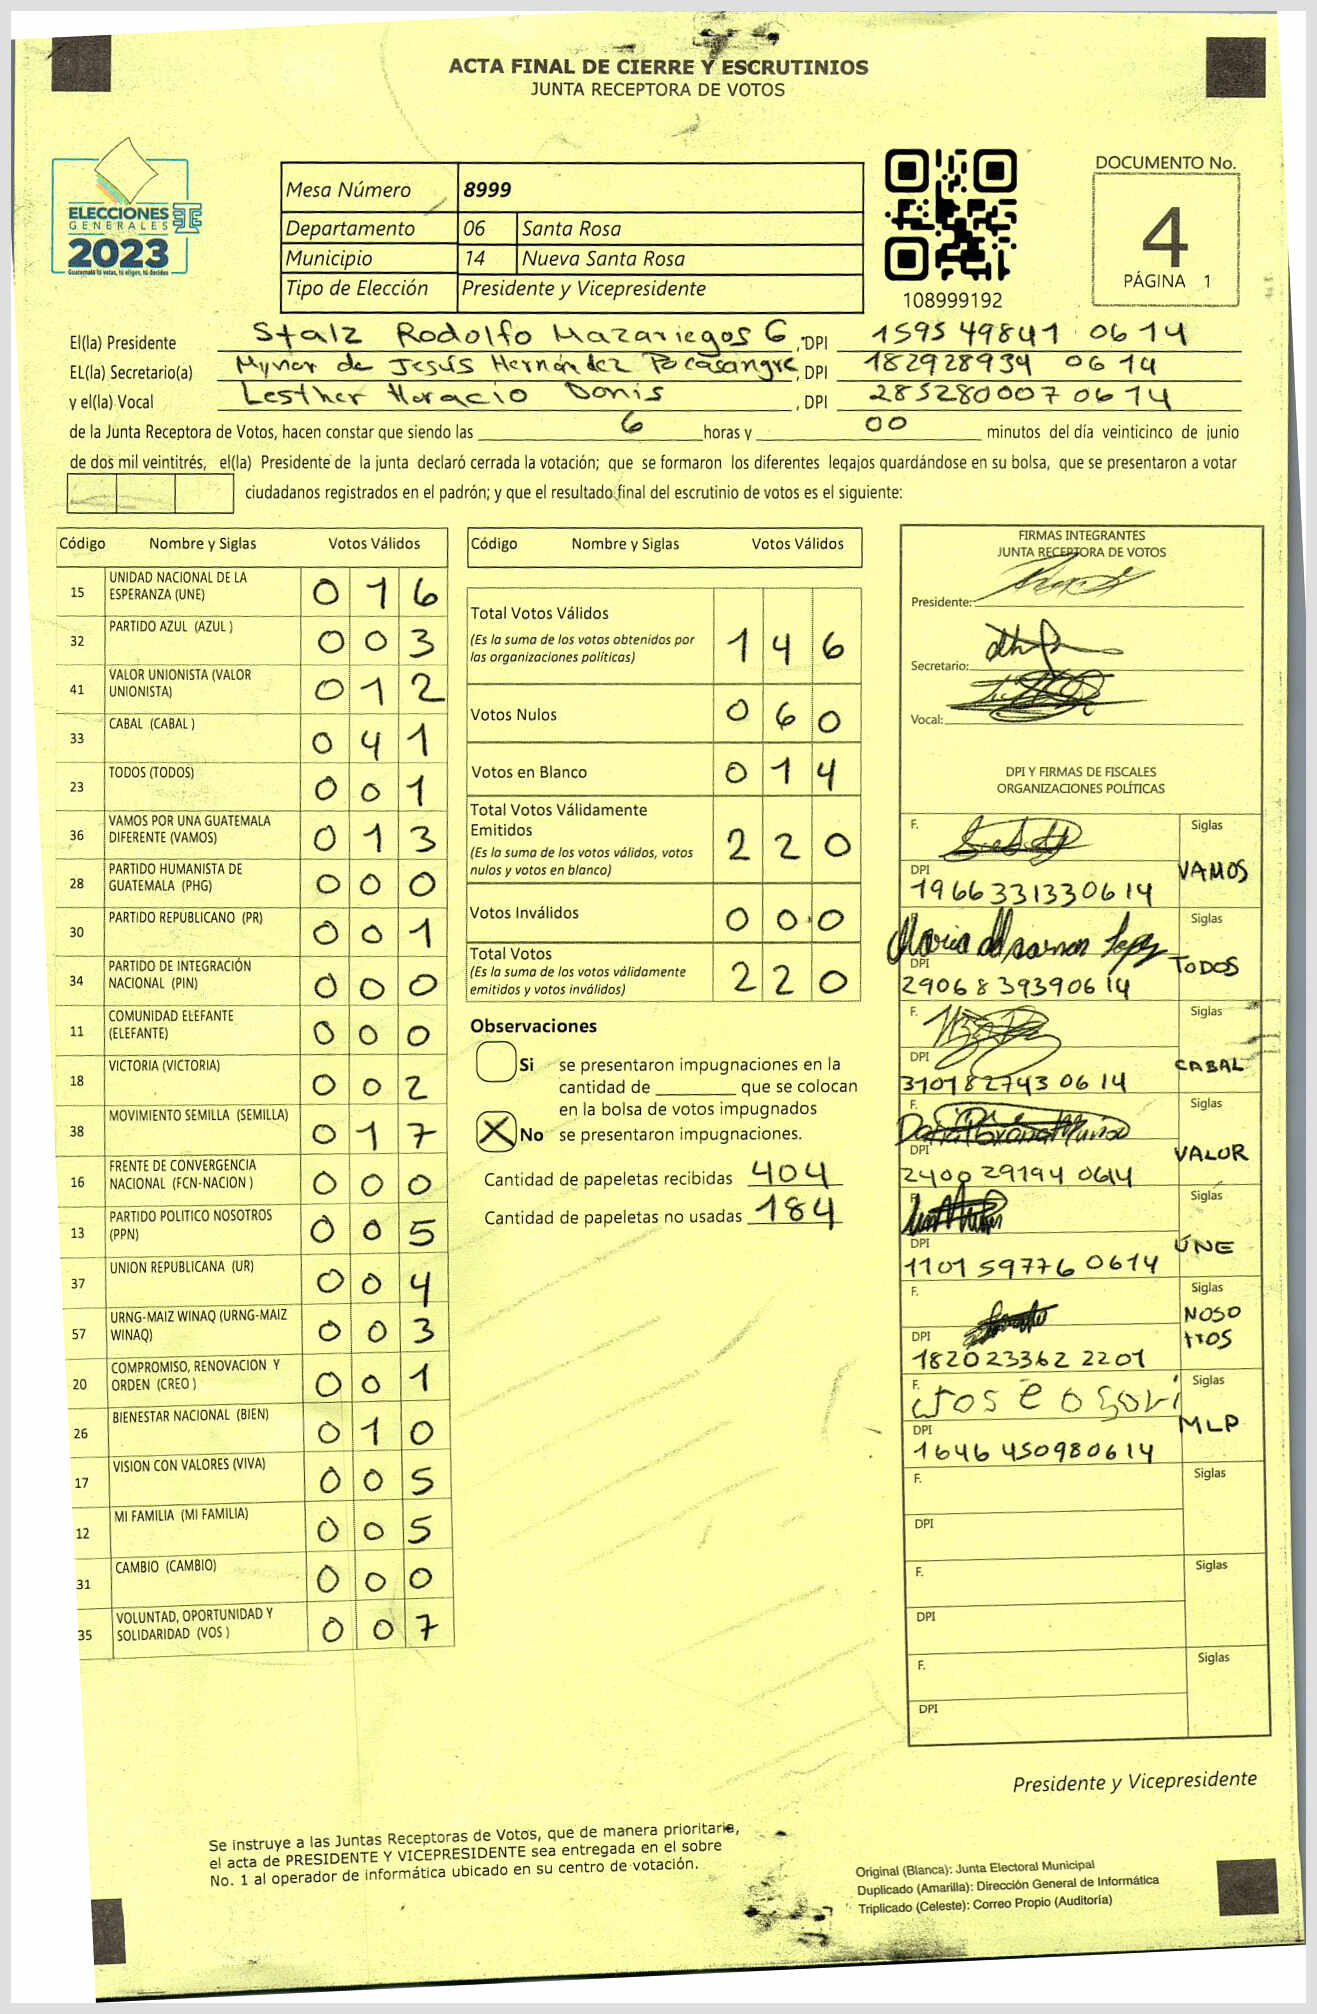 ACTA FINAL DE CIERRE Y ESCRUTINIOS
JUNTA RECEPTORA DE VOTOS
ELECCIONES
GENERALES
2023
Guatemala tú votas, tú eliges, tú decides
Mesa Número 8999
Departamento 06 Santa Rosa
Municipio 14 Nueva Santa Rosa
Tipo de Elección Presidente y Vicepresidente
108999192
DOCUMENTO No.
4
PÁGINA 1
El(la) Presidente Stalz Rodolfo Mazariegos G, DPI 1595 49841 0614
EL(la) Secretario(a) Mynor de Jesús Hernández Pocasangre, DPI 182928934 0614
y el(la) Vocal Lesther Horacio Donis, DPI 285280007 0614
de la Junta Receptora de Votos, hacen constar que siendo las 6 horas y 00 minutos del día veinticinco de junio
de dos mil veintitrés, el(la) Presidente de la junta declaró cerrada la votación; que se formaron los diferentes legajos guardándose en su bolsa, que se presentaron a votar
ciudadanos registrados en el padrón; y que el resultado final del escrutinio de votos es el siguiente:
Código Nombre y Siglas Votos Válidos
15 UNIDAD NACIONAL DE LA ESPERANZA (UNE) 0 1 6
32 PARTIDO AZUL (AZUL ) 0 0 3
41 VALOR UNIONISTA (VALOR UNIONISTA) 0 1 2
33 CABAL (CABAL ) 0 4 1
23 TODOS (TODOS) 0 0 1
36 VAMOS POR UNA GUATEMALA DIFERENTE (VAMOS) 0 1 3
28 PARTIDO HUMANISTA DE GUATEMALA (PHG) 0 0 0
30 PARTIDO REPUBLICANO (PR) 0 0 1
34 PARTIDO DE INTEGRACIÓN NACIONAL (PIN) 0 0 0
11 COMUNIDAD ELEFANTE (ELEFANTE) 0 0 0
18 VICTORIA (VICTORIA) 0 0 2
38 MOVIMIENTO SEMILLA (SEMILLA) 0 1 7
16 FRENTE DE CONVERGENCIA NACIONAL (FCN-NACION ) 0 0 0
13 PARTIDO POLITICO NOSOTROS (PPN) 0 0 5
37 UNION REPUBLICANA (UR) 0 0 4
57 URNG-MAIZ WINAQ (URNG-MAIZ WINAQ) 0 0 3
20 COMPROMISO, RENOVACION Y ORDEN (CREO ) 0 0 1
26 BIENESTAR NACIONAL (BIEN) 0 1 0
17 VISION CON VALORES (VIVA) 0 0 5
12 MI FAMILIA (MI FAMILIA) 0 0 5
31 CAMBIO (CAMBIO) 0 0 0
35 VOLUNTAD, OPORTUNIDAD Y SOLIDARIDAD (VOS ) 0 0 7
Código Nombre y Siglas Votos Válidos
Total Votos Válidos 1 4 6
(Es la suma de los votos obtenidos por
las organizaciones políticas)
Votos Nulos 0 6 0
Votos en Blanco 0 1 4
Total Votos Válidamente
Emitidos 2 2 0
(Es la suma de los votos válidos, votos
nulos y votos en blanco)
Votos Inválidos 0 0 0
Total Votos 2 2 0
(Es la suma de los votos válidamente
emitidos y votos inválidos)
Observaciones
Si se presentaron impugnaciones en la
cantidad de ________ que se colocan
en la bolsa de votos impugnados
X No se presentaron impugnaciones.
Cantidad de papeletas recibidas 404
Cantidad de papeletas no usadas 184
FIRMAS INTEGRANTES
JUNTA RECEPTORA DE VOTOS
Presidente:
Secretario:
Vocal:
DPI Y FIRMAS DE FISCALES
ORGANIZACIONES POLÍTICAS
F. Siglas VAMOS
DPI 1966331330614
Siglas TODOS
DPI 2906839390614
F. Siglas CABAL
DPI 3101827430614
F. Siglas VALOR
DPI 2400 29194 0614
Siglas UNE
DPI 1101 59776 0614
F. Siglas NOSO
TROS
DPI 182023362 2201
F. Siglas MLP
DPI 1646 450980614
F. Siglas
DPI
F. Siglas
DPI
F. Siglas
DPI
Presidente y Vicepresidente
Se instruye a las Juntas Receptoras de Votos, que de manera prioritaria,
el acta de PRESIDENTE Y VICEPRESIDENTE sea entregada en el sobre
No. 1 al operador de informática ubicado en su centro de votación.
Original (Blanca): Junta Electoral Municipal
Duplicado (Amarilla): Dirección General de Informática
Triplicado (Celeste): Correo Propio (Auditoría)